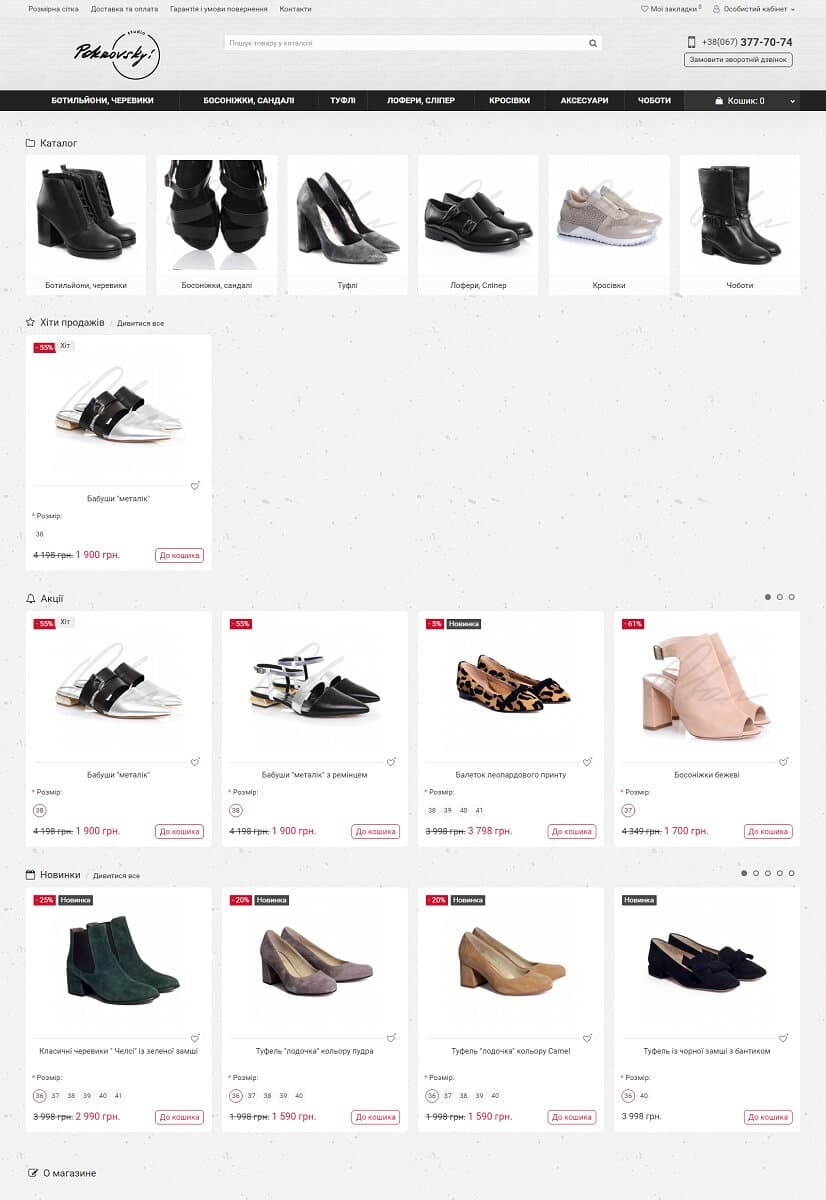 Розмірна сітка Доставка та оплата Гарантія і умови повернення Контакти
Мої закладки 0 Особистий кабінет
studio
Pokrovsky!
Пошук товару у каталозі
+38(067) 377-70-74
Замовити зворотній дзвінок
БОТИЛЬЙОНИ, ЧЕРЕВИКИ БОСОНІЖКИ, САНДАЛІ ТУФЛІ ЛОФЕРИ, СЛІПЕР КРОСІВКИ АКСЕСУАРИ ЧОБОТИ Кошик: 0
Каталог
Ботильйони, черевики Босоніжки, сандалі Туфлі Лофери, Сліпер Кросівки Чоботи
Хіти продажів / Дивитися все
- 55% Хіт
Бабуши "металік"
* Розмір:
38
4 198 грн. 1 900 грн. До кошика
Акції
- 55% Хіт - 55% - 5% Новинка - 61%
Бабуши "металік" Бабуши "металік" з ремінцем Балеток леопардового принту Босоніжки бежеві
* Розмір: * Розмір: * Розмір: * Розмір:
38 38 38 39 40 41 37
4 198 грн. 1 900 грн. До кошика 4 198 грн. 1 900 грн. До кошика 3 998 грн. 3 798 грн. До кошика 4 349 грн. 1 700 грн. До кошика
Новинки / Дивитися все
- 25% Новинка - 20% Новинка - 20% Новинка Новинка
Класичні черевики " Челсі" із зеленої замші Туфель "лодочка" кольору пудра Туфель "лодочка" кольору Camel Туфель із чорної замші з бантиком
* Розмір: * Розмір: * Розмір: * Розмір:
36 37 38 39 40 41 36 37 38 39 40 36 37 38 39 40 36 40
3 998 грн. 2 990 грн. До кошика 1 998 грн. 1 590 грн. До кошика 1 998 грн. 1 590 грн. До кошика 3 998 грн. До кошика
О магазине